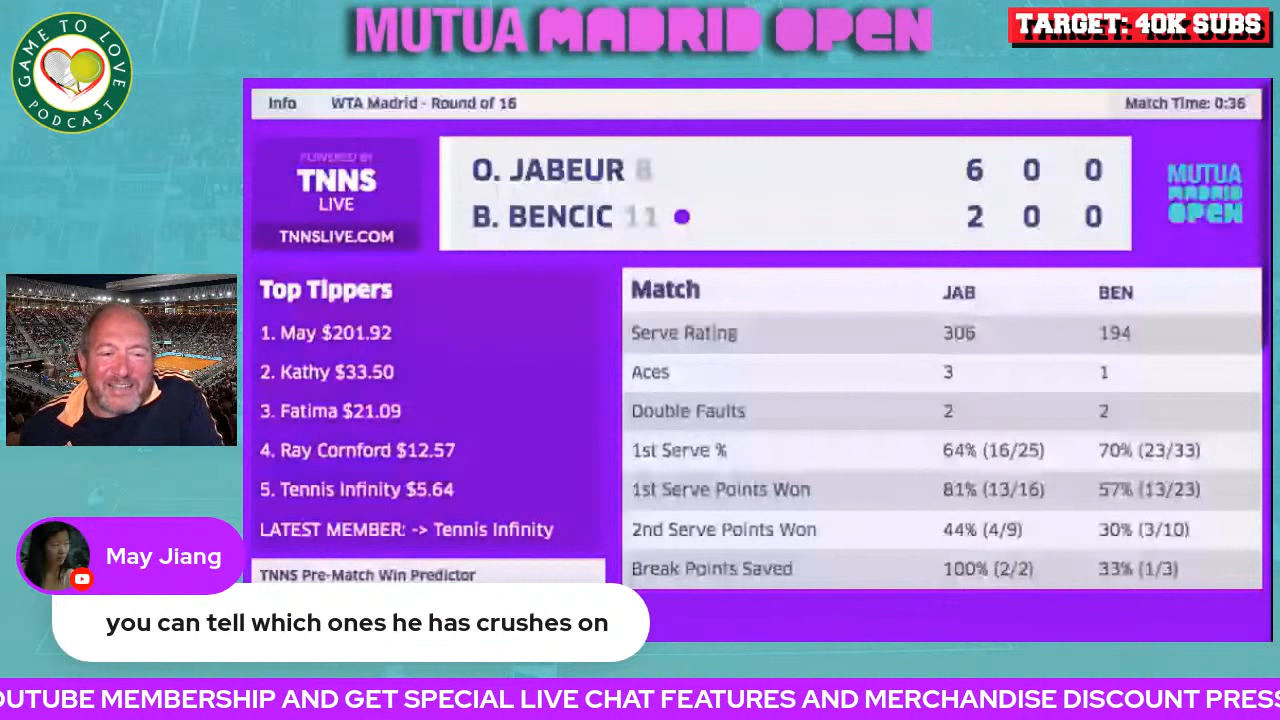 GAME TO LOVE
PODCAST
MUTUA MADRID OPEN
TARGET: 40K SUBS
Info WTA Madrid - Round of 16 Match Time: 0:36
POWERED BY
TNNS
LIVE
TNNSLIVE.COM
O. JABEUR 8 6 0 0
B. BENCIC 11 2 0 0
MUTUA
MADRID
OPEN
Top Tippers
1. May $201.92
2. Kathy $33.50
3. Fatima $21.09
4. Ray Cornford $12.57
5. Tennis Infinity $5.64
LATEST MEMBER: -> Tennis Infinity
TNNS Pre-Match Win Predictor
Match JAB BEN
Serve Rating 306 194
Aces 3 1
Double Faults 2 2
1st Serve % 64% (16/25) 70% (23/33)
1st Serve Points Won 81% (13/16) 57% (13/23)
2nd Serve Points Won 44% (4/9) 30% (3/10)
Break Points Saved 100% (2/2) 33% (1/3)
May Jiang
you can tell which ones he has crushes on
OUTUBE MEMBERSHIP AND GET SPECIAL LIVE CHAT FEATURES AND MERCHANDISE DISCOUNT PRESS